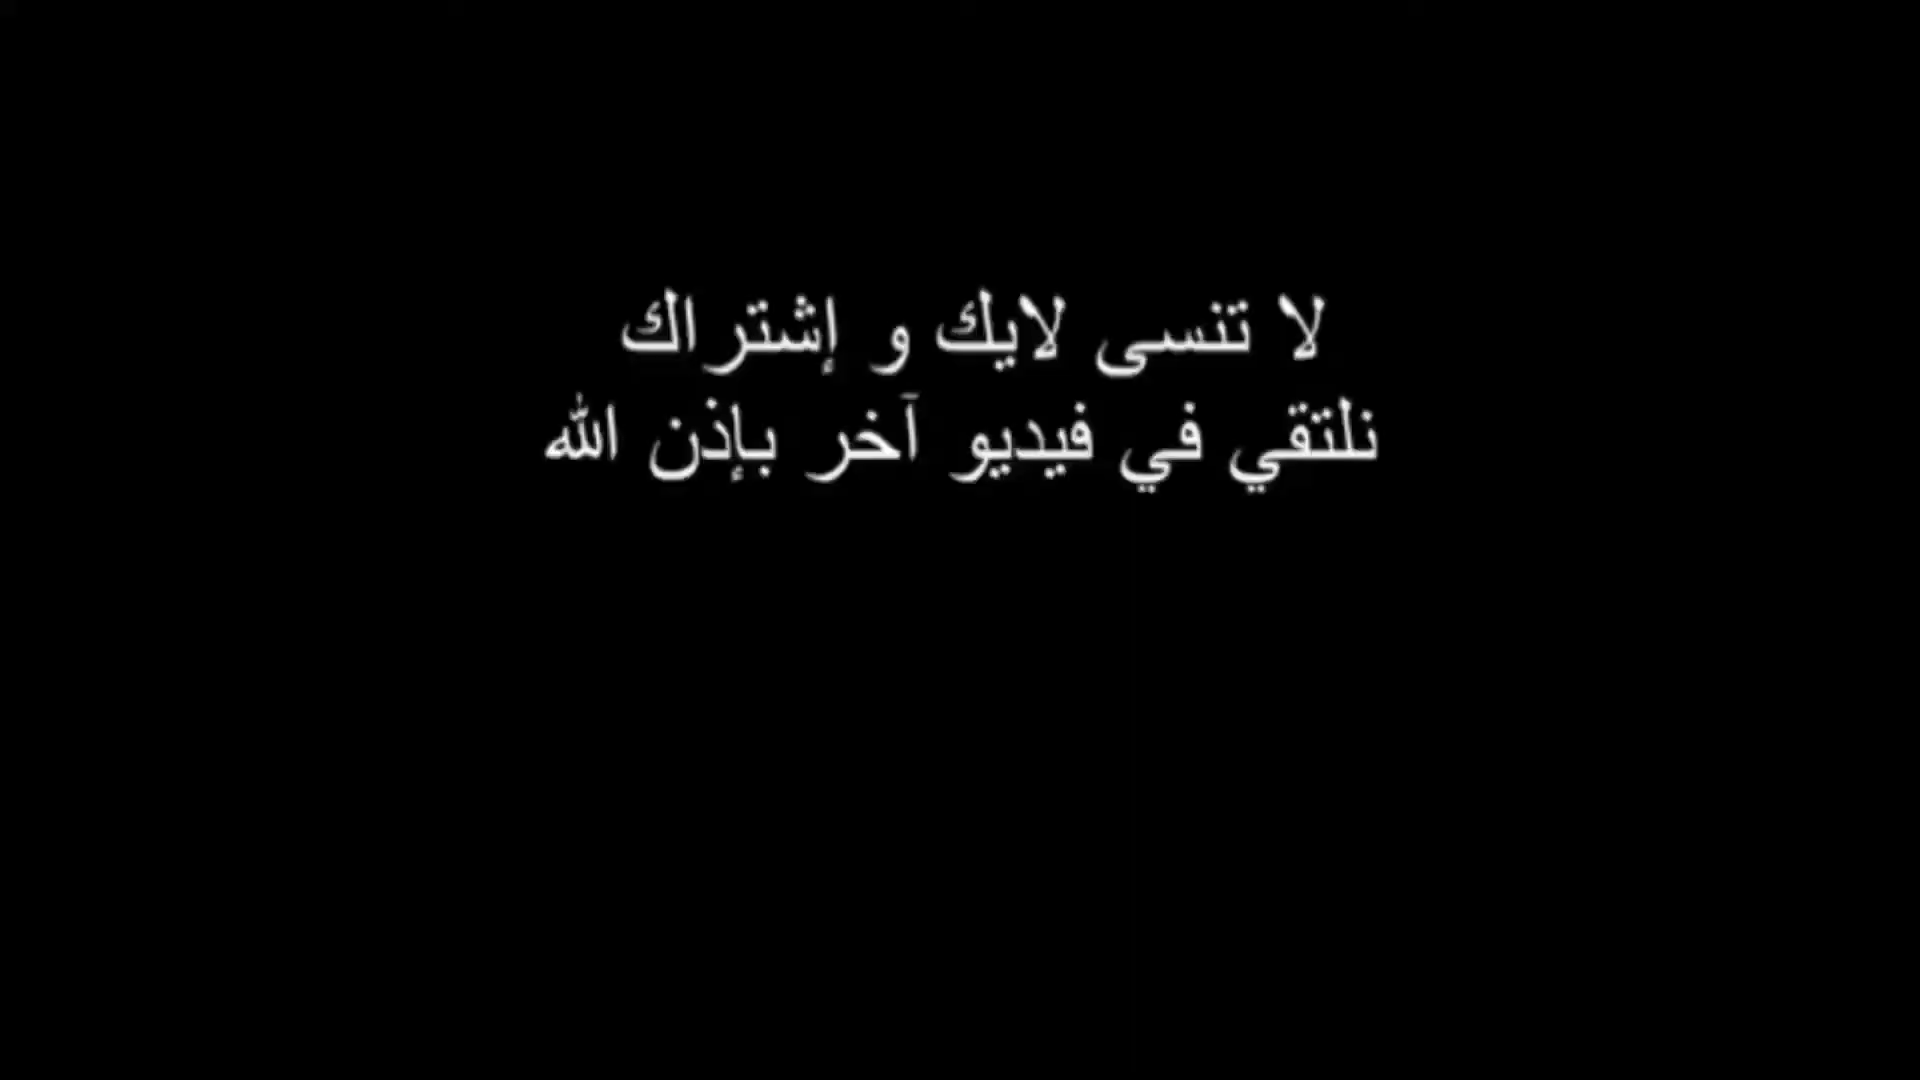 لا تنسى لايك و إشتراك
نلتقي في فيديو آخر بإذن الله